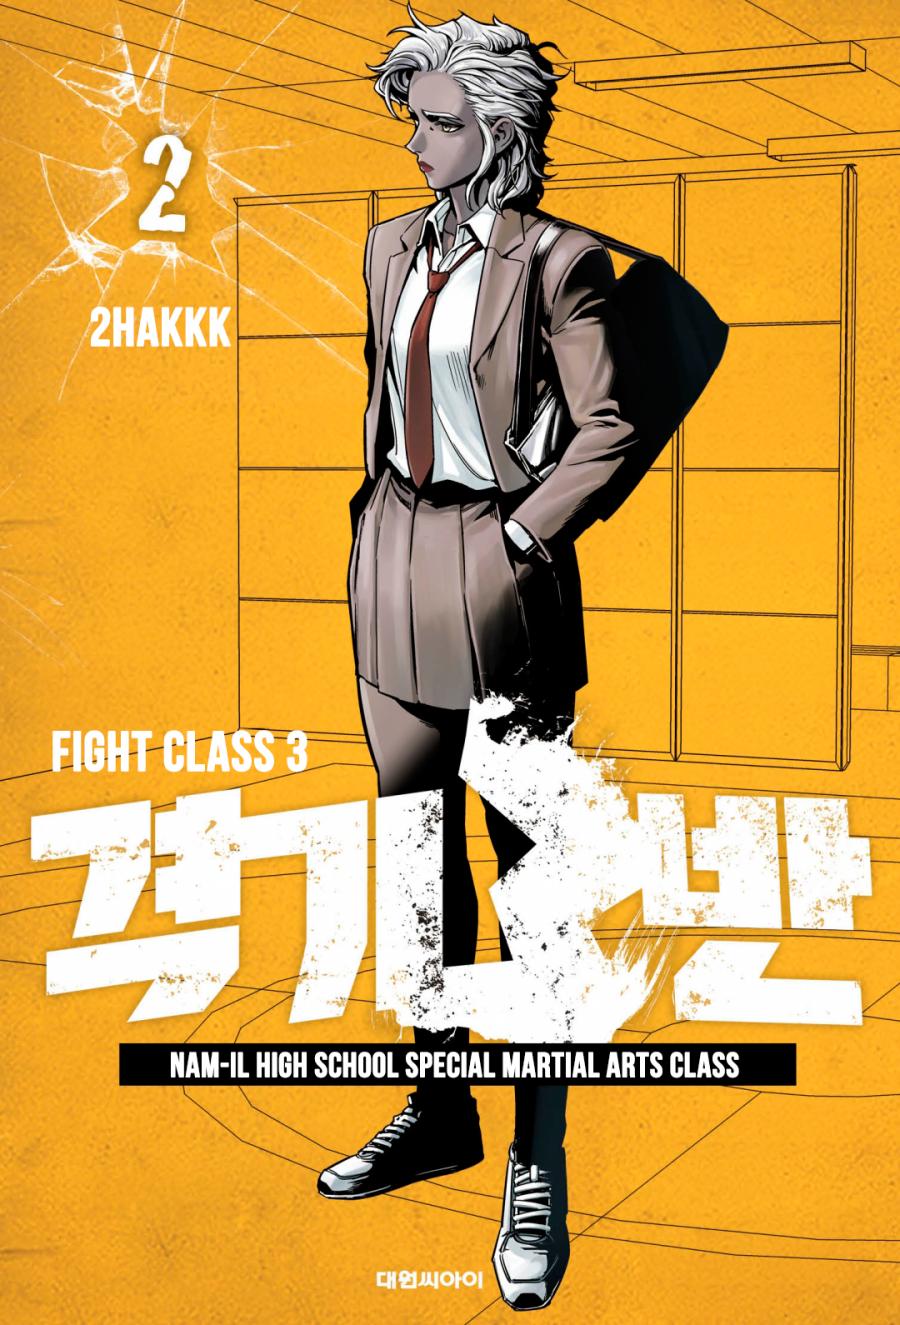 2
2HAKKK
FIGHT CLASS 3
격기3반
NAM-IL HIGH SCHOOL SPECIAL MARTIAL ARTS CLASS
대원씨아이